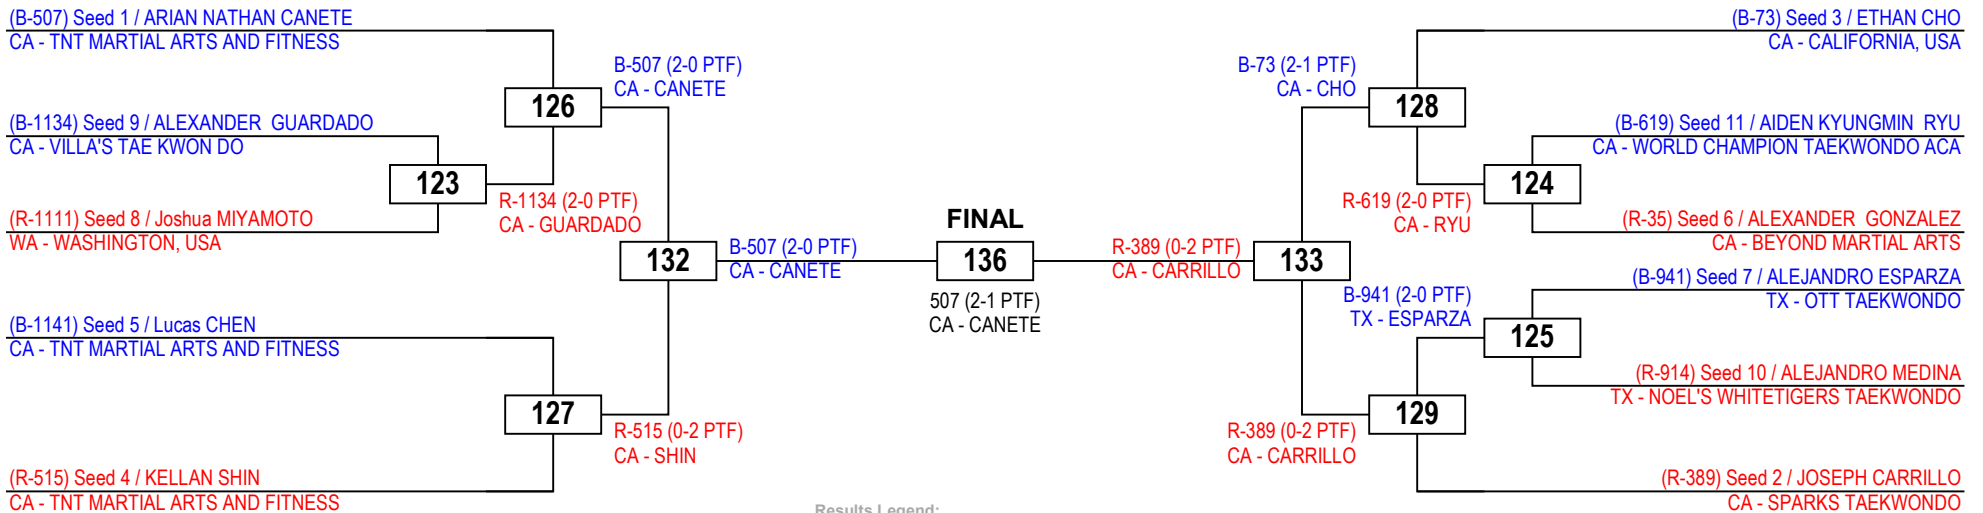 (B-507) Seed 1 / ARIAN NATHAN CANETE
CA - TNT MARTIAL ARTS AND FITNESS
B-507 (2-0 PTF)
CA - CANETE
126
(B-1134) Seed 9 / ALEXANDER  GUARDADO
CA - VILLA'S TAE KWON DO
123
R-1134 (2-0 PTF)
CA - GUARDADO
(R-1111) Seed 8 / Joshua MIYAMOTO
WA - WASHINGTON, USA
132
B-507 (2-0 PTF)
CA - CANETE
(B-1141) Seed 5 / Lucas CHEN
CA - TNT MARTIAL ARTS AND FITNESS
127
R-515 (0-2 PTF)
CA - SHIN
(R-515) Seed 4 / KELLAN SHIN
CA - TNT MARTIAL ARTS AND FITNESS
FINAL
136
507 (2-1 PTF)
CA - CANETE
(B-73) Seed 3 / ETHAN CHO
CA - CALIFORNIA, USA
B-73 (2-1 PTF)
CA - CHO
128
(B-619) Seed 11 / AIDEN KYUNGMIN  RYU
CA - WORLD CHAMPION TAEKWONDO ACA
124
R-619 (2-0 PTF)
CA - RYU
(R-35) Seed 6 / ALEXANDER  GONZALEZ
CA - BEYOND MARTIAL ARTS
R-389 (0-2 PTF)
CA - CARRILLO
133
(B-941) Seed 7 / ALEJANDRO ESPARZA
TX - OTT TAEKWONDO
B-941 (2-0 PTF)
TX - ESPARZA
125
(R-914) Seed 10 / ALEJANDRO MEDINA
TX - NOEL'S WHITETIGERS TAEKWONDO
129
R-389 (0-2 PTF)
CA - CARRILLO
(R-389) Seed 2 / JOSEPH CARRILLO
CA - SPARKS TAEKWONDO
Results Legend: